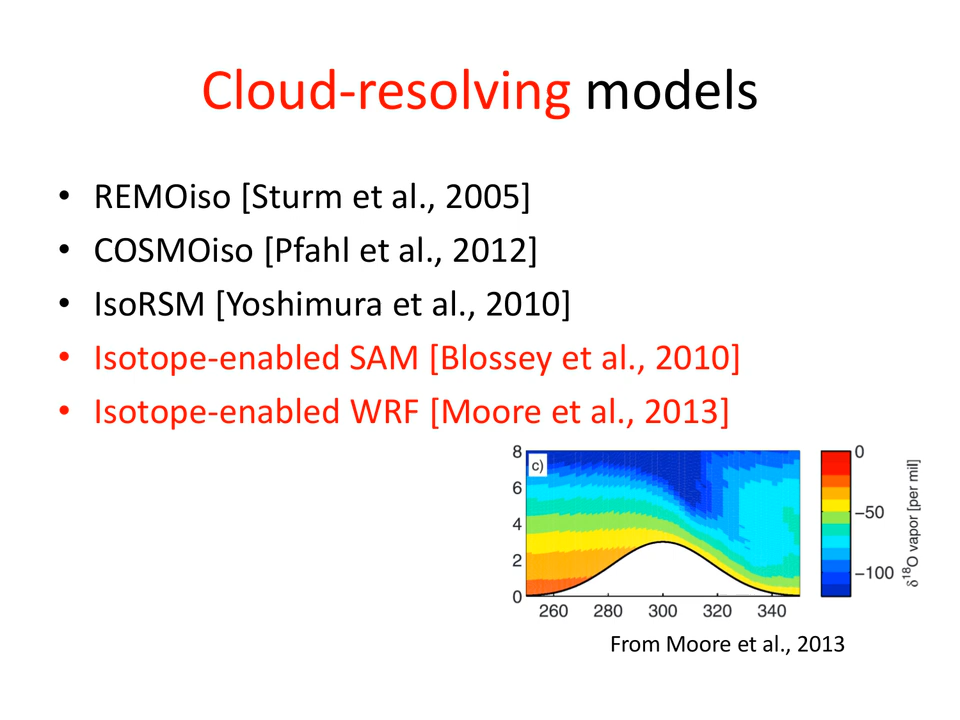 Cloud-resolving models
• REMOiso [Sturm et al., 2005]
• COSMOiso [Pfahl et al., 2012]
• IsoRSM [Yoshimura et al., 2010]
• Isotope-enabled SAM [Blossey et al., 2010]
• Isotope-enabled WRF [Moore et al., 2013]
c)
8
6
4
2
0
260 280 300 320 340
0
−50
−100
δ18O vapor [per mil]
From Moore et al., 2013